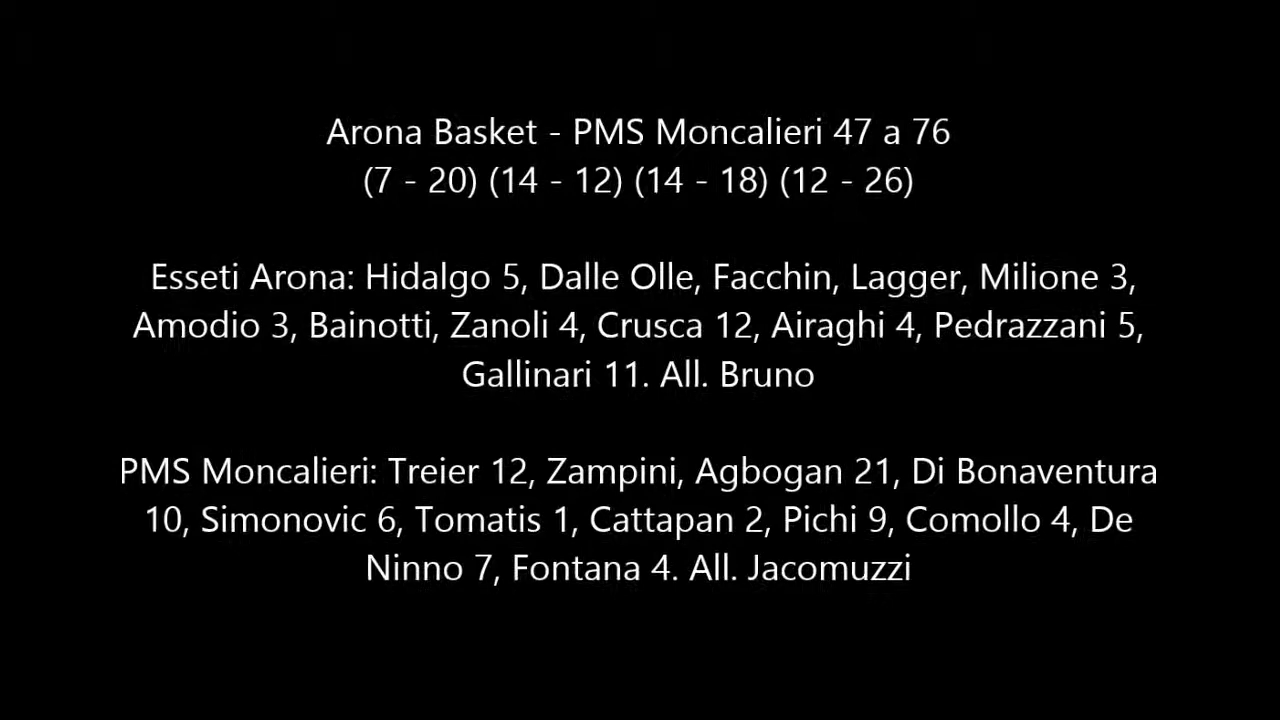 Arona Basket - PMS Moncalieri 47 a 76
(7 - 20) (14 - 12) (14 - 18) (12 - 26)
Esseti Arona: Hidalgo 5, Dalle Olle, Facchin, Lagger, Milione 3,
Amodio 3, Bainotti, Zanoli 4, Crusca 12, Airaghi 4, Pedrazzani 5,
Gallinari 11. All. Bruno
PMS Moncalieri: Treier 12, Zampini, Agbogan 21, Di Bonaventura
10, Simonovic 6, Tomatis 1, Cattapan 2, Pichi 9, Comollo 4, De
Ninno 7, Fontana 4. All. Jacomuzzi